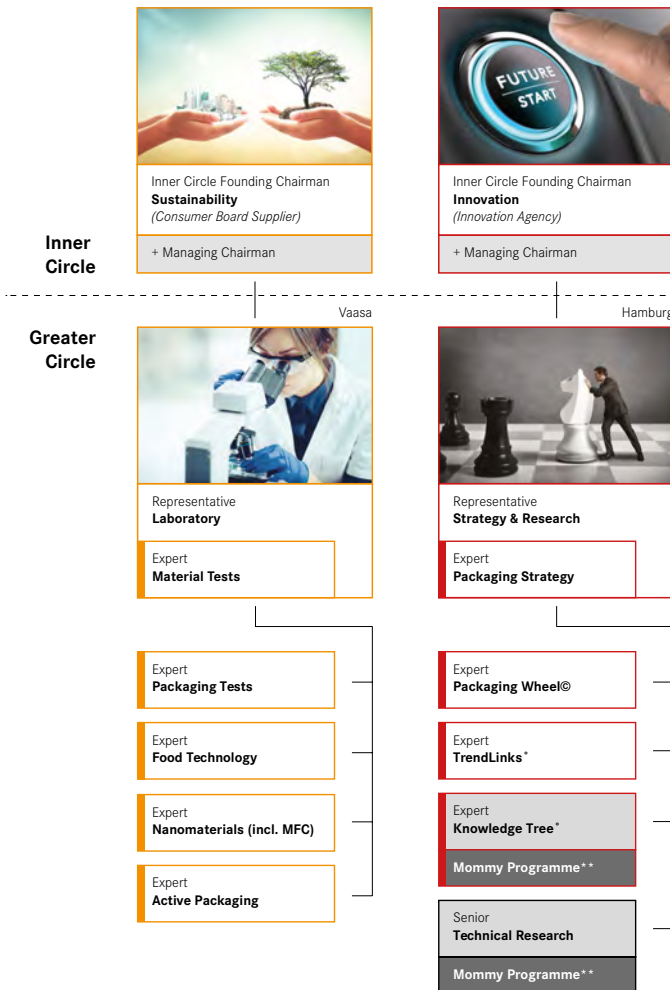 FUTURE
START
Inner Circle Founding Chairman
Sustainability
(Consumer Board Supplier)
+ Managing Chairman
Inner Circle Founding Chairman
Innovation
(Innovation Agency)
+ Managing Chairman
Inner
Circle
Greater
Circle
Vaasa
Hamburg
Representative
Laboratory
Expert
Material Tests
Expert
Packaging Tests
Expert
Food Technology
Expert
Nanomaterials (incl. MFC)
Expert
Active Packaging
Representative
Strategy & Research
Expert
Packaging Strategy
Expert
Packaging Wheel©
Expert
TrendLinks*
Expert
Knowledge Tree*
Mommy Programme**
Senior
Technical Research
Mommy Programme**